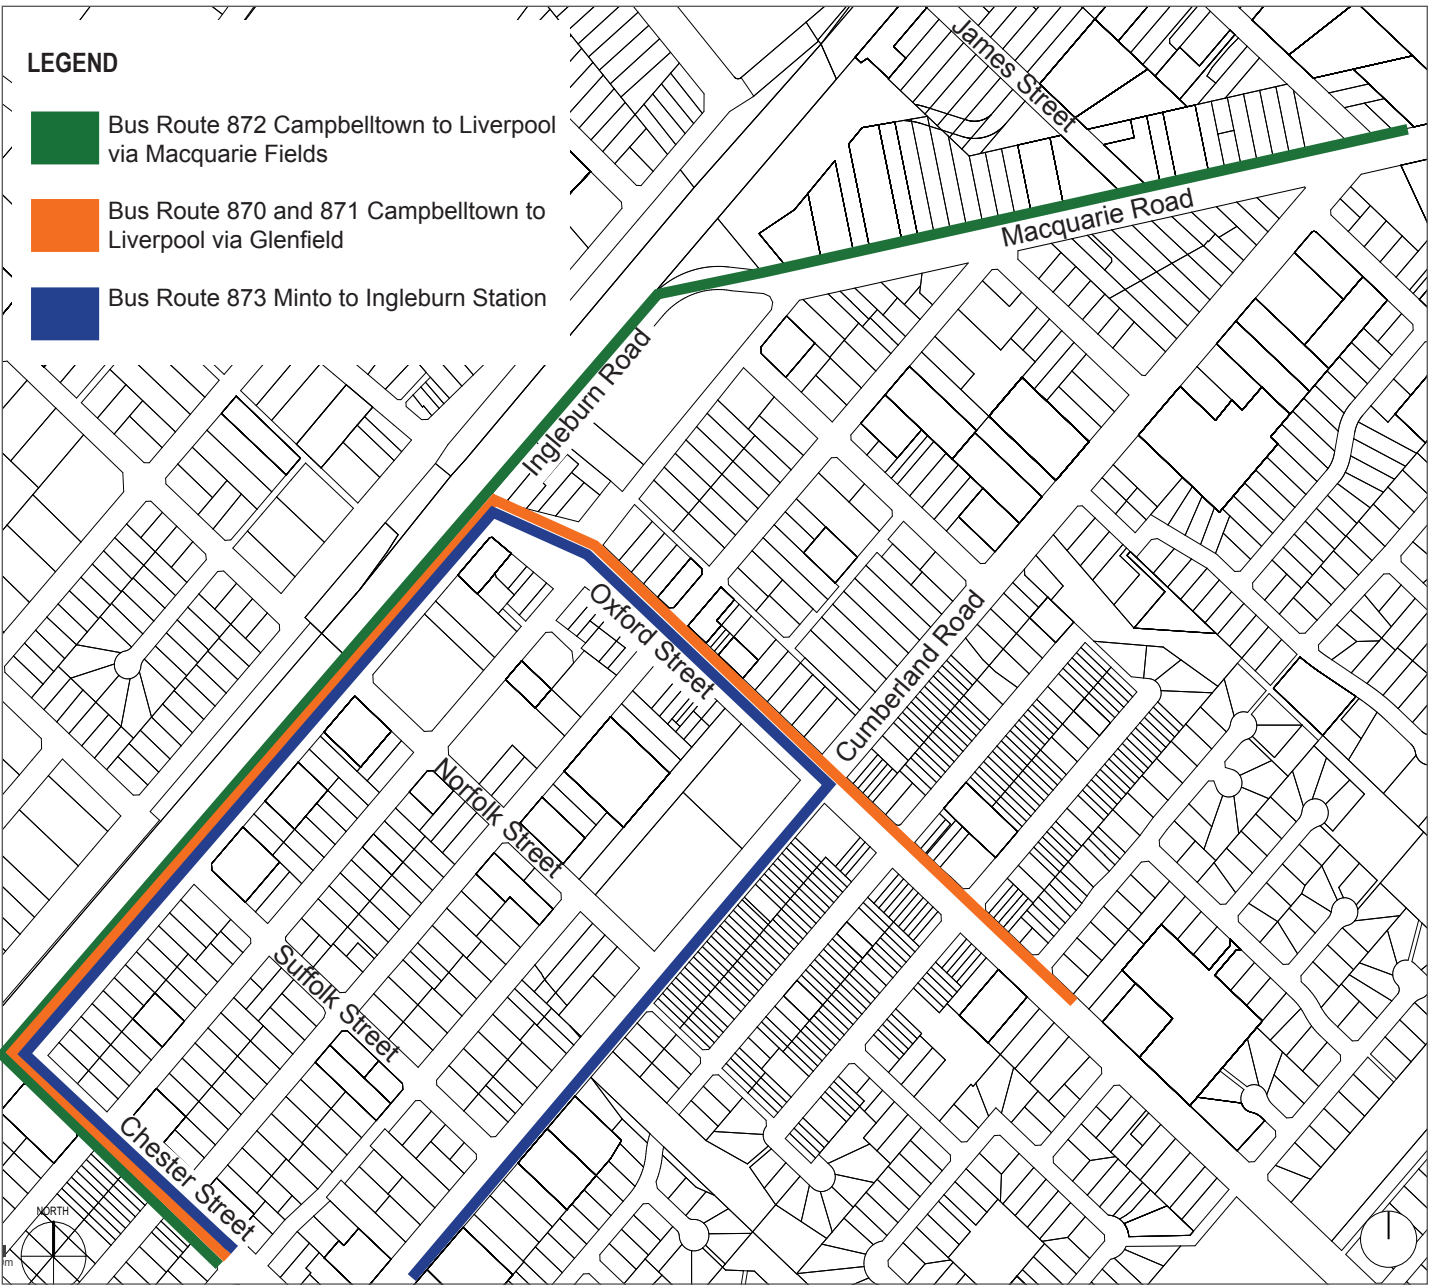 LEGEND
Bus Route 872 Campbelltown to Liverpool
via Macquarie Fields
Bus Route 870 and 871 Campbelltown to
Liverpool via Glenfield
Bus Route 873 Minto to Ingleburn Station
James Street
Macquarie Road
Ingleburn Road
Oxford Street
Cumberland Road
Norfolk Street
Suffolk Street
Chester Street
NORTH